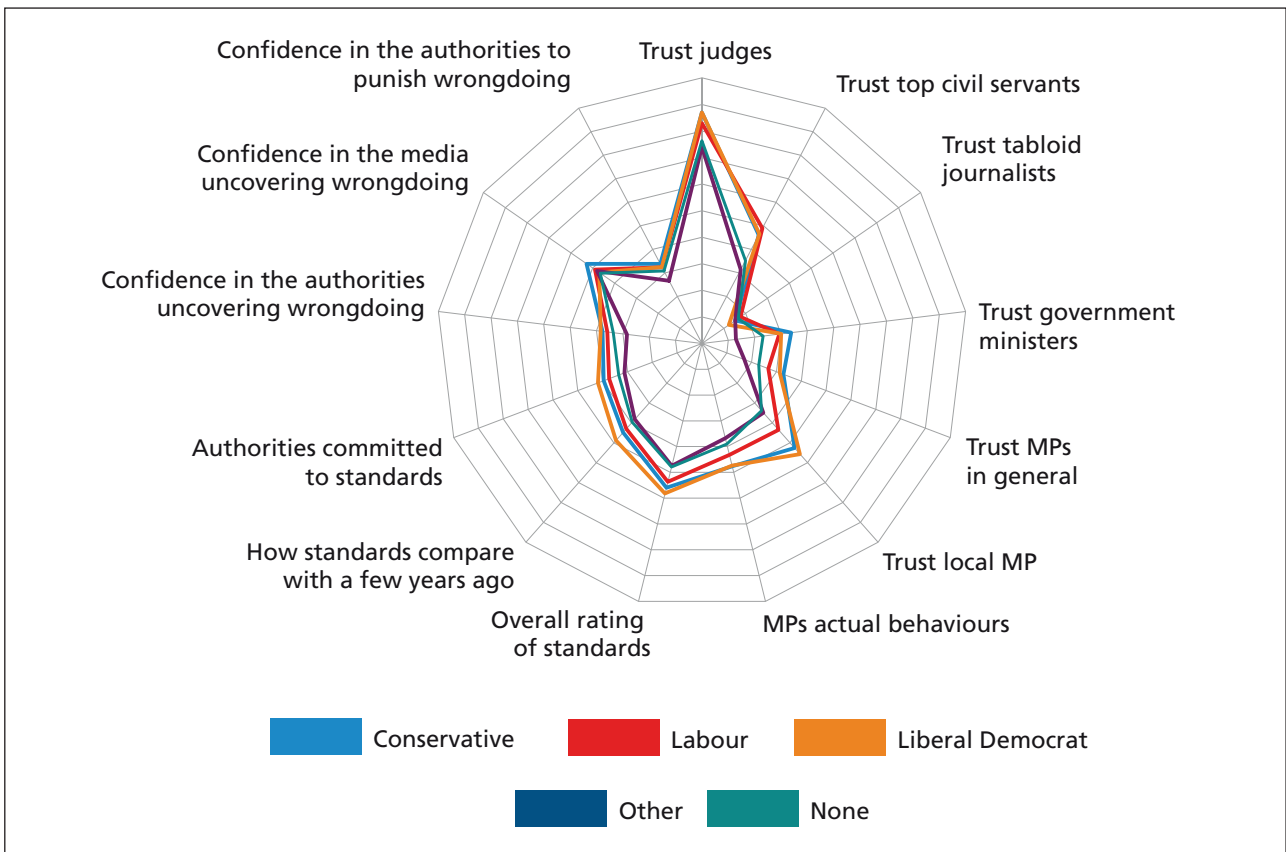 Trust judges
Trust top civil servants
Trust tabloid
journalists
Trust government
ministers
Trust MPs
in general
Trust local MP
MPs actual behaviours
Overall rating
of standards
How standards compare
with a few years ago
Authorities committed
to standards
Confidence in the authorities
uncovering wrongdoing
Confidence in the media
uncovering wrongdoing
Confidence in the authorities to
punish wrongdoing
Conservative
Labour
Liberal Democrat
Other
None